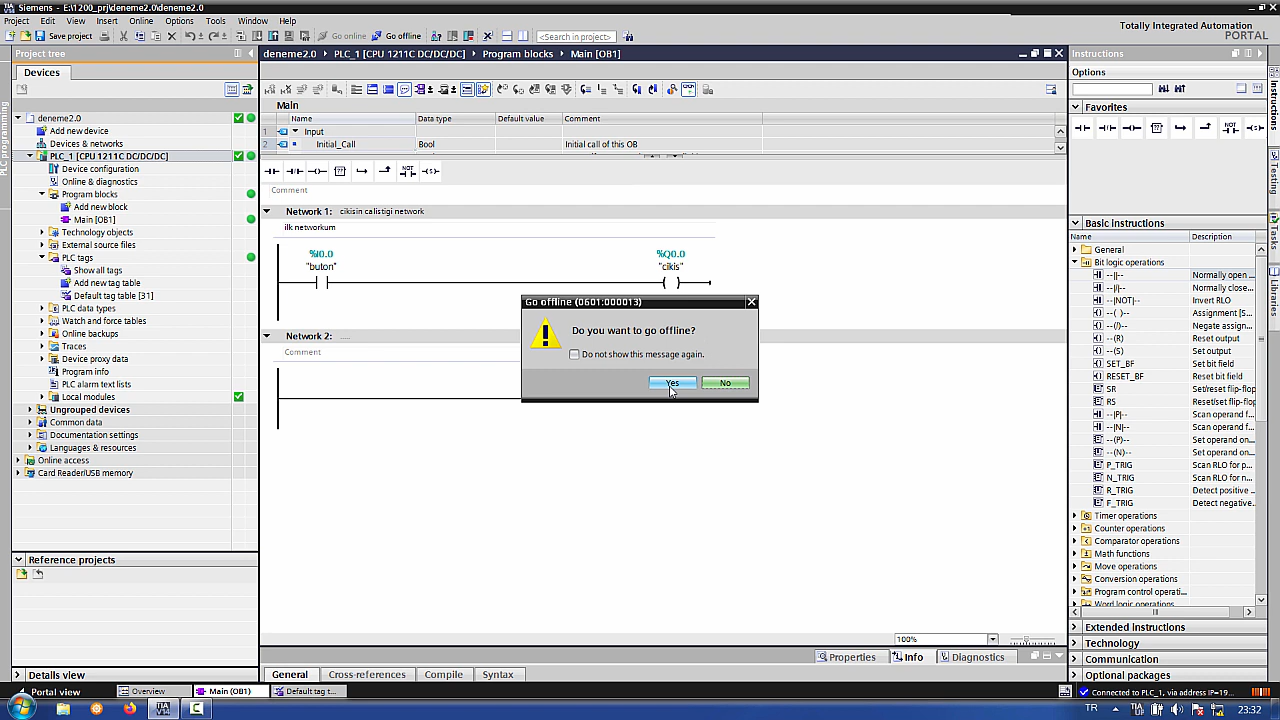 Siemens - E:\1200_prj\deneme2.0\deneme2.0
Project Edit View Insert Online Options Tools Window Help
Totally Integrated Automation
PORTAL
Save project Go online Go offline <Search in project>
Project tree
deneme2.0 PLC_1 [CPU 1211C DC/DC/DC] Program blocks Main [OB1]
Instructions
Devices
Options
PLC programming
Main
Name Data type Default value Comment
1 Input
2 Initial_Call Bool Initial call of this OB
Comment
Network 1: cikisin calistigi network
ilk networkum
%I0.0
"buton"
%Q0.0
"cikis"
Network 2: .....
Comment
Go offline (0601:000013)
Do you want to go offline?
Do not show this message again.
Yes No
deneme2.0
Add new device
Devices & networks
PLC_1 [CPU 1211C DC/DC/DC]
Device configuration
Online & diagnostics
Program blocks
Add new block
Main [OB1]
Technology objects
External source files
PLC tags
Show all tags
Add new tag table
Default tag table [31]
PLC data types
Watch and force tables
Online backups
Traces
Device proxy data
Program info
PLC alarm text lists
Local modules
Ungrouped devices
Common data
Documentation settings
Languages & resources
Online access
Card Reader/USB memory
Reference projects
Details view
Favorites
NOT
Basic instructions
Name Description
General
Bit logic operations
--| |-- Normally open ...
--|/|-- Normally close...
--|NOT|-- Invert RLO
--( )-- Assignment [S...
--(/)-- Negate assign...
--(R) Reset output
--(S) Set output
SET_BF Set bit field
RESET_BF Reset bit field
SR Set/reset flip-flop
RS Reset/set flip-flop
--|P|-- Scan operand f...
--|N|-- Scan operand f...
--(P)-- Set operand on...
--(N)-- Set operand on...
P_TRIG Scan RLO for p...
N_TRIG Scan RLO for n...
R_TRIG Detect positive ...
F_TRIG Detect negative...
Timer operations
Counter operations
Comparator operations
Math functions
Move operations
Conversion operations
Program control operati...
Word logic operations
Extended instructions
Technology
Communication
Optional packages
Instructions
Testing
Tasks
Libraries
100%
Properties Info Diagnostics
General Cross-references Compile Syntax
Portal view Overview Main (OB1) Default tag t...
Connected to PLC_1, via address IP=19...
TR 23:32